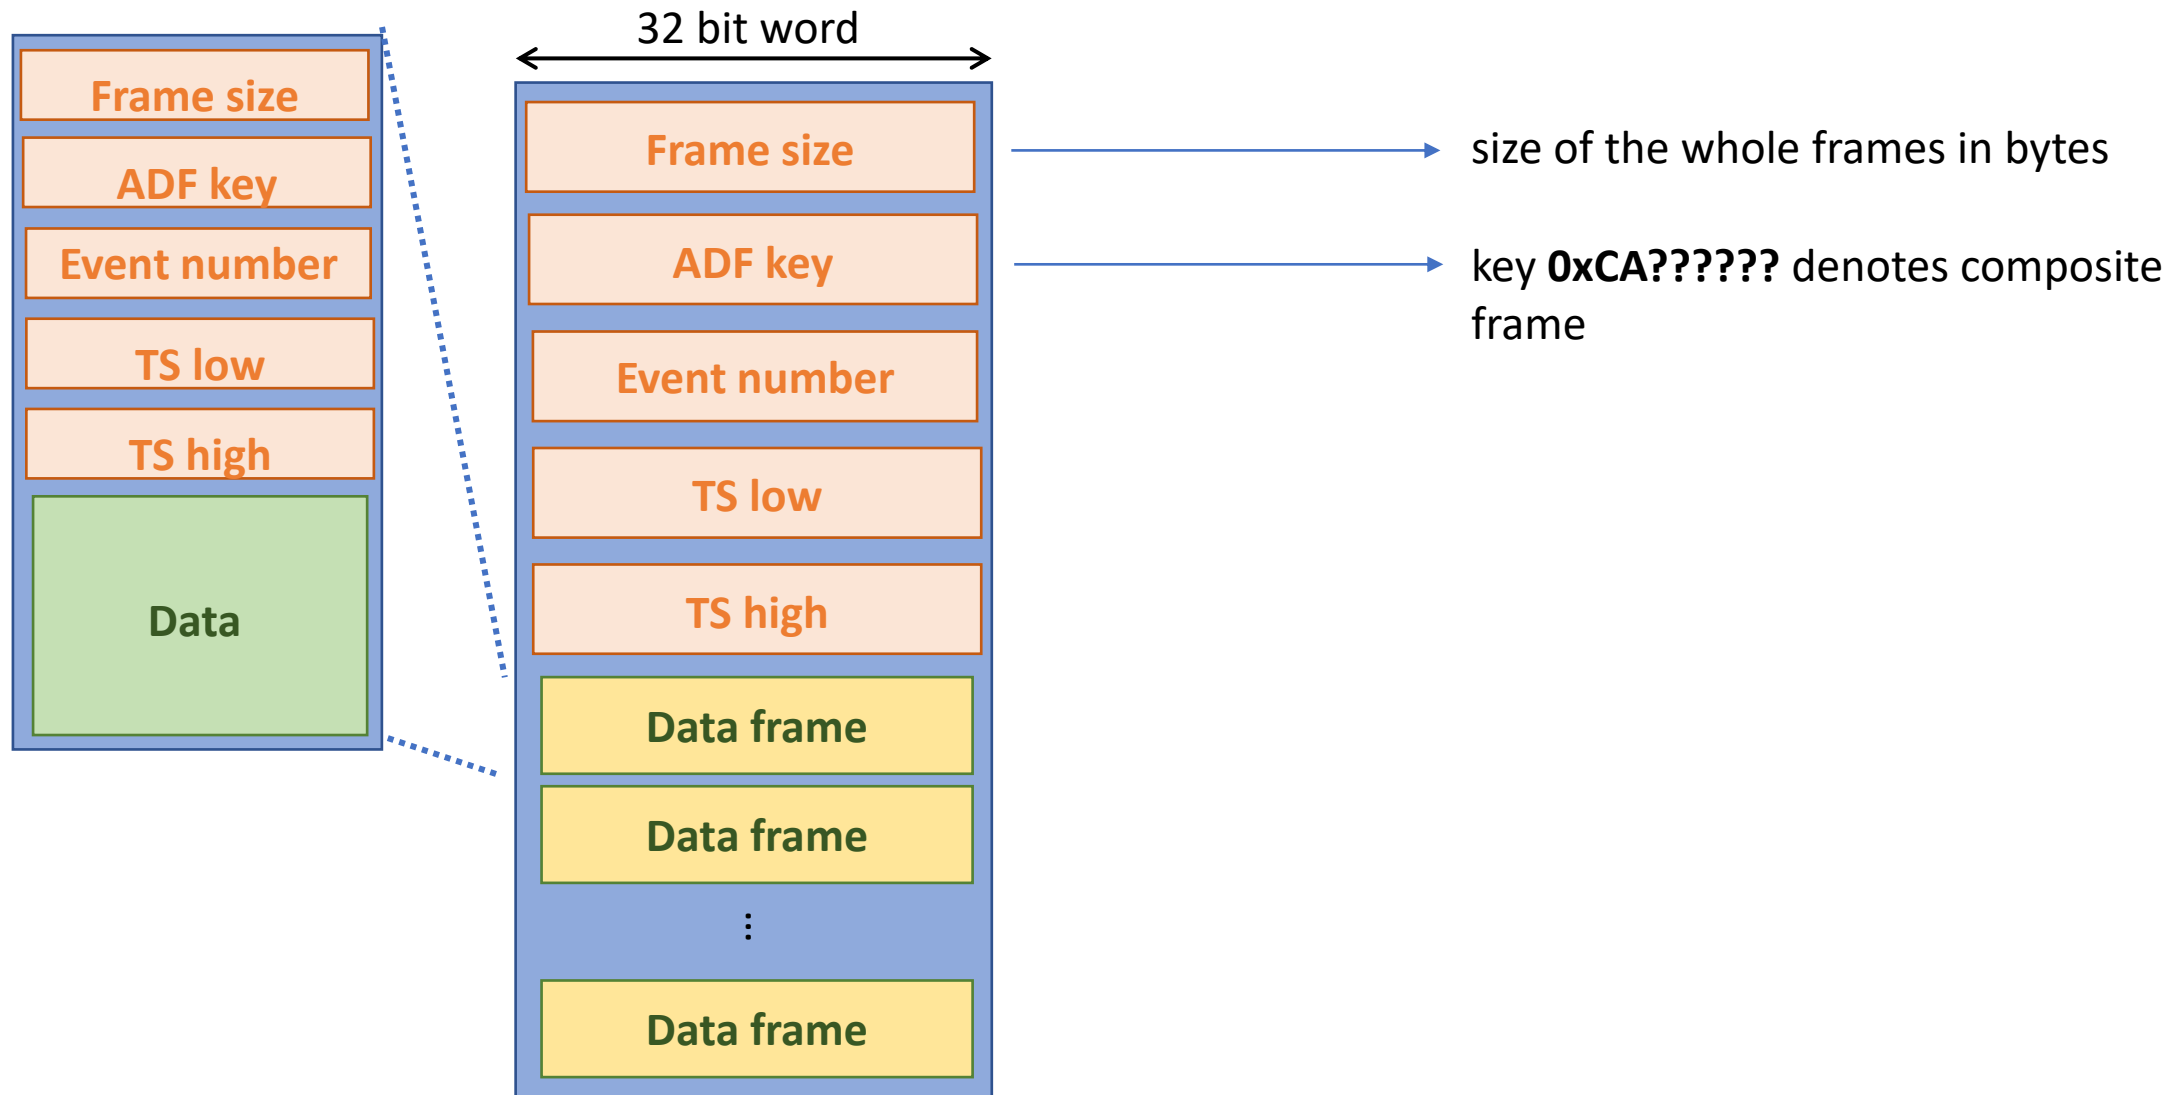 Frame size
ADF key
Event number
TS low
TS high
Data
32 bit word
Frame size
ADF key
Event number
TS low
TS high
Data frame
Data frame
...
Data frame
size of the whole frames in bytes
key 0xCA?????? denotes composite
frame